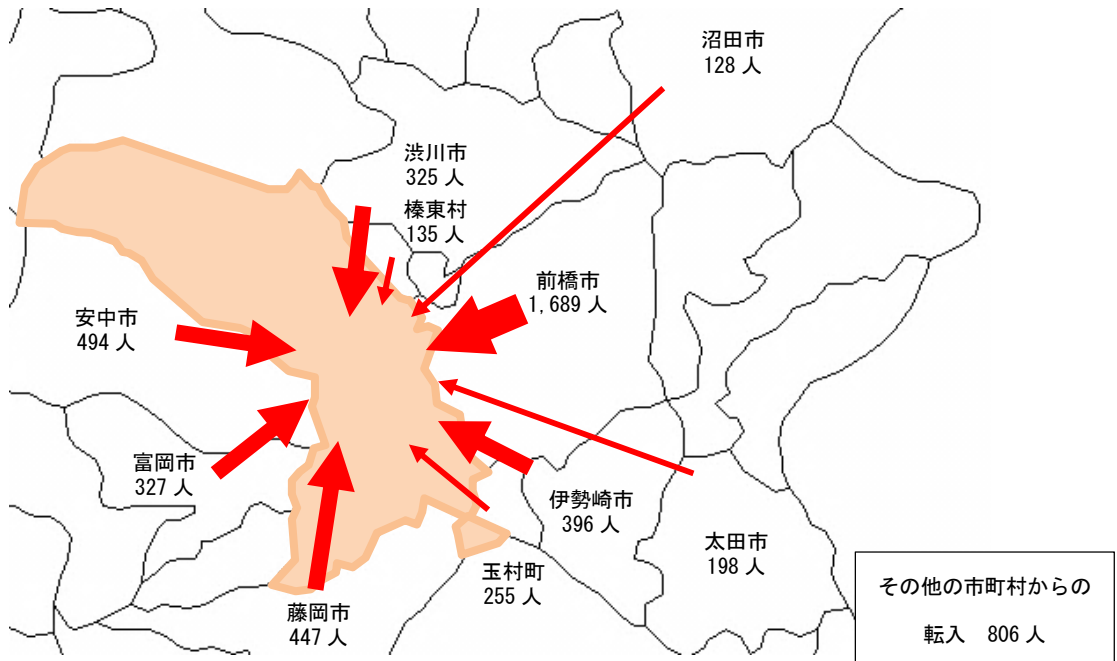 沼田市
128 人
渋川市
325 人
榛東村
135 人
前橋市
1,689 人
安中市
494 人
富岡市
327 人
伊勢崎市
396 人
太田市
198 人
玉村町
255 人
藤岡市
447 人
その他の市町村からの
転入　806 人